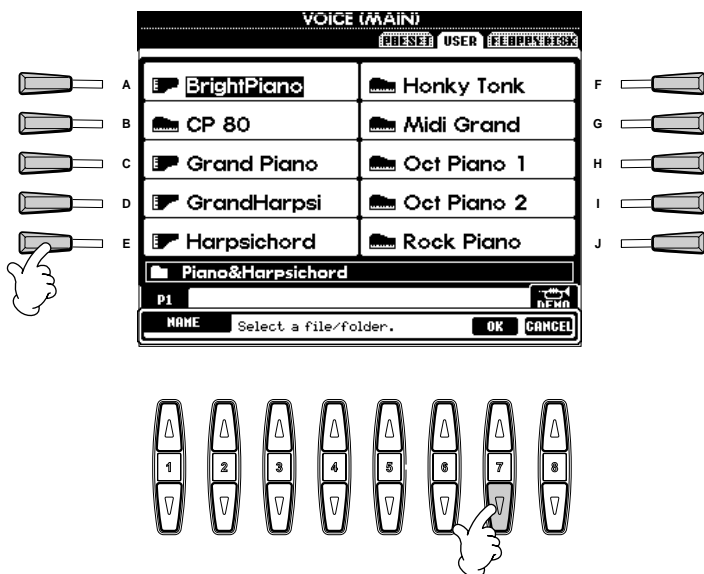 VOICE (MAIN)
PRESET USER FLOPPY DISK
A BrightPiano Honky Tonk F
B CP 80 Midi Grand G
C Grand Piano Oct Piano 1 H
D GrandHarpsi Oct Piano 2 I
E Harpsichord Rock Piano J
Piano&Harpsichord
P1 DEMO
NAME Select a file/folder. OK CANCEL
1 2 3 4 5 6 7 8